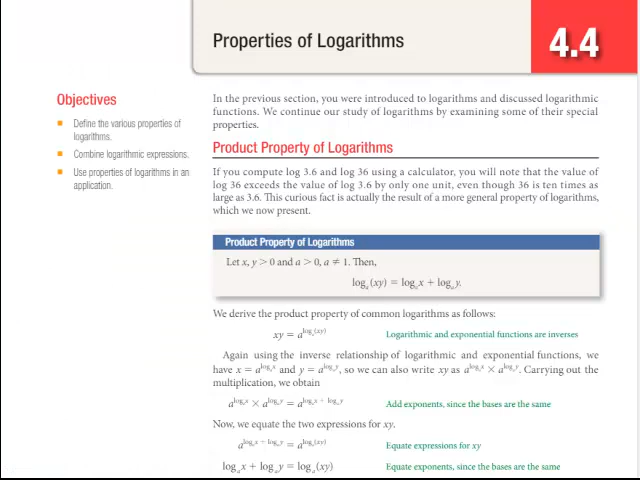 Properties of Logarithms
4.4
Objectives
■ Define the various properties of
logarithms.
■ Combine logarithmic expressions.
■ Use properties of logarithms in an
application.
In the previous section, you were introduced to logarithms and discussed logarithmic
functions. We continue our study of logarithms by examining some of their special
properties.
Product Property of Logarithms
If you compute log 3.6 and log 36 using a calculator, you will note that the value of
log 36 exceeds the value of log 3.6 by only one unit, even though 36 is ten times as
large as 3.6. This curious fact is actually the result of a more general property of logarithms,
which we now present.
Product Property of Logarithms
Let x, y > 0 and a > 0, a ≠ 1. Then,
logₐ(xy) = logₐx + logₐy.
We derive the product property of common logarithms as follows:
xy = a^(logₐ(xy)) Logarithmic and exponential functions are inverses
Again using the inverse relationship of logarithmic and exponential functions, we
have x = a^(logₐx) and y = a^(logₐy), so we can also write xy as a^(logₐx) × a^(logₐy). Carrying out the
multiplication, we obtain
a^(logₐx) × a^(logₐy) = a^(logₐx + logₐy) Add exponents, since the bases are the same
Now, we equate the two expressions for xy.
a^(logₐx + logₐy) = a^(logₐ(xy)) Equate expressions for xy
logₐx + logₐy = logₐ(xy) Equate exponents, since the bases are the same